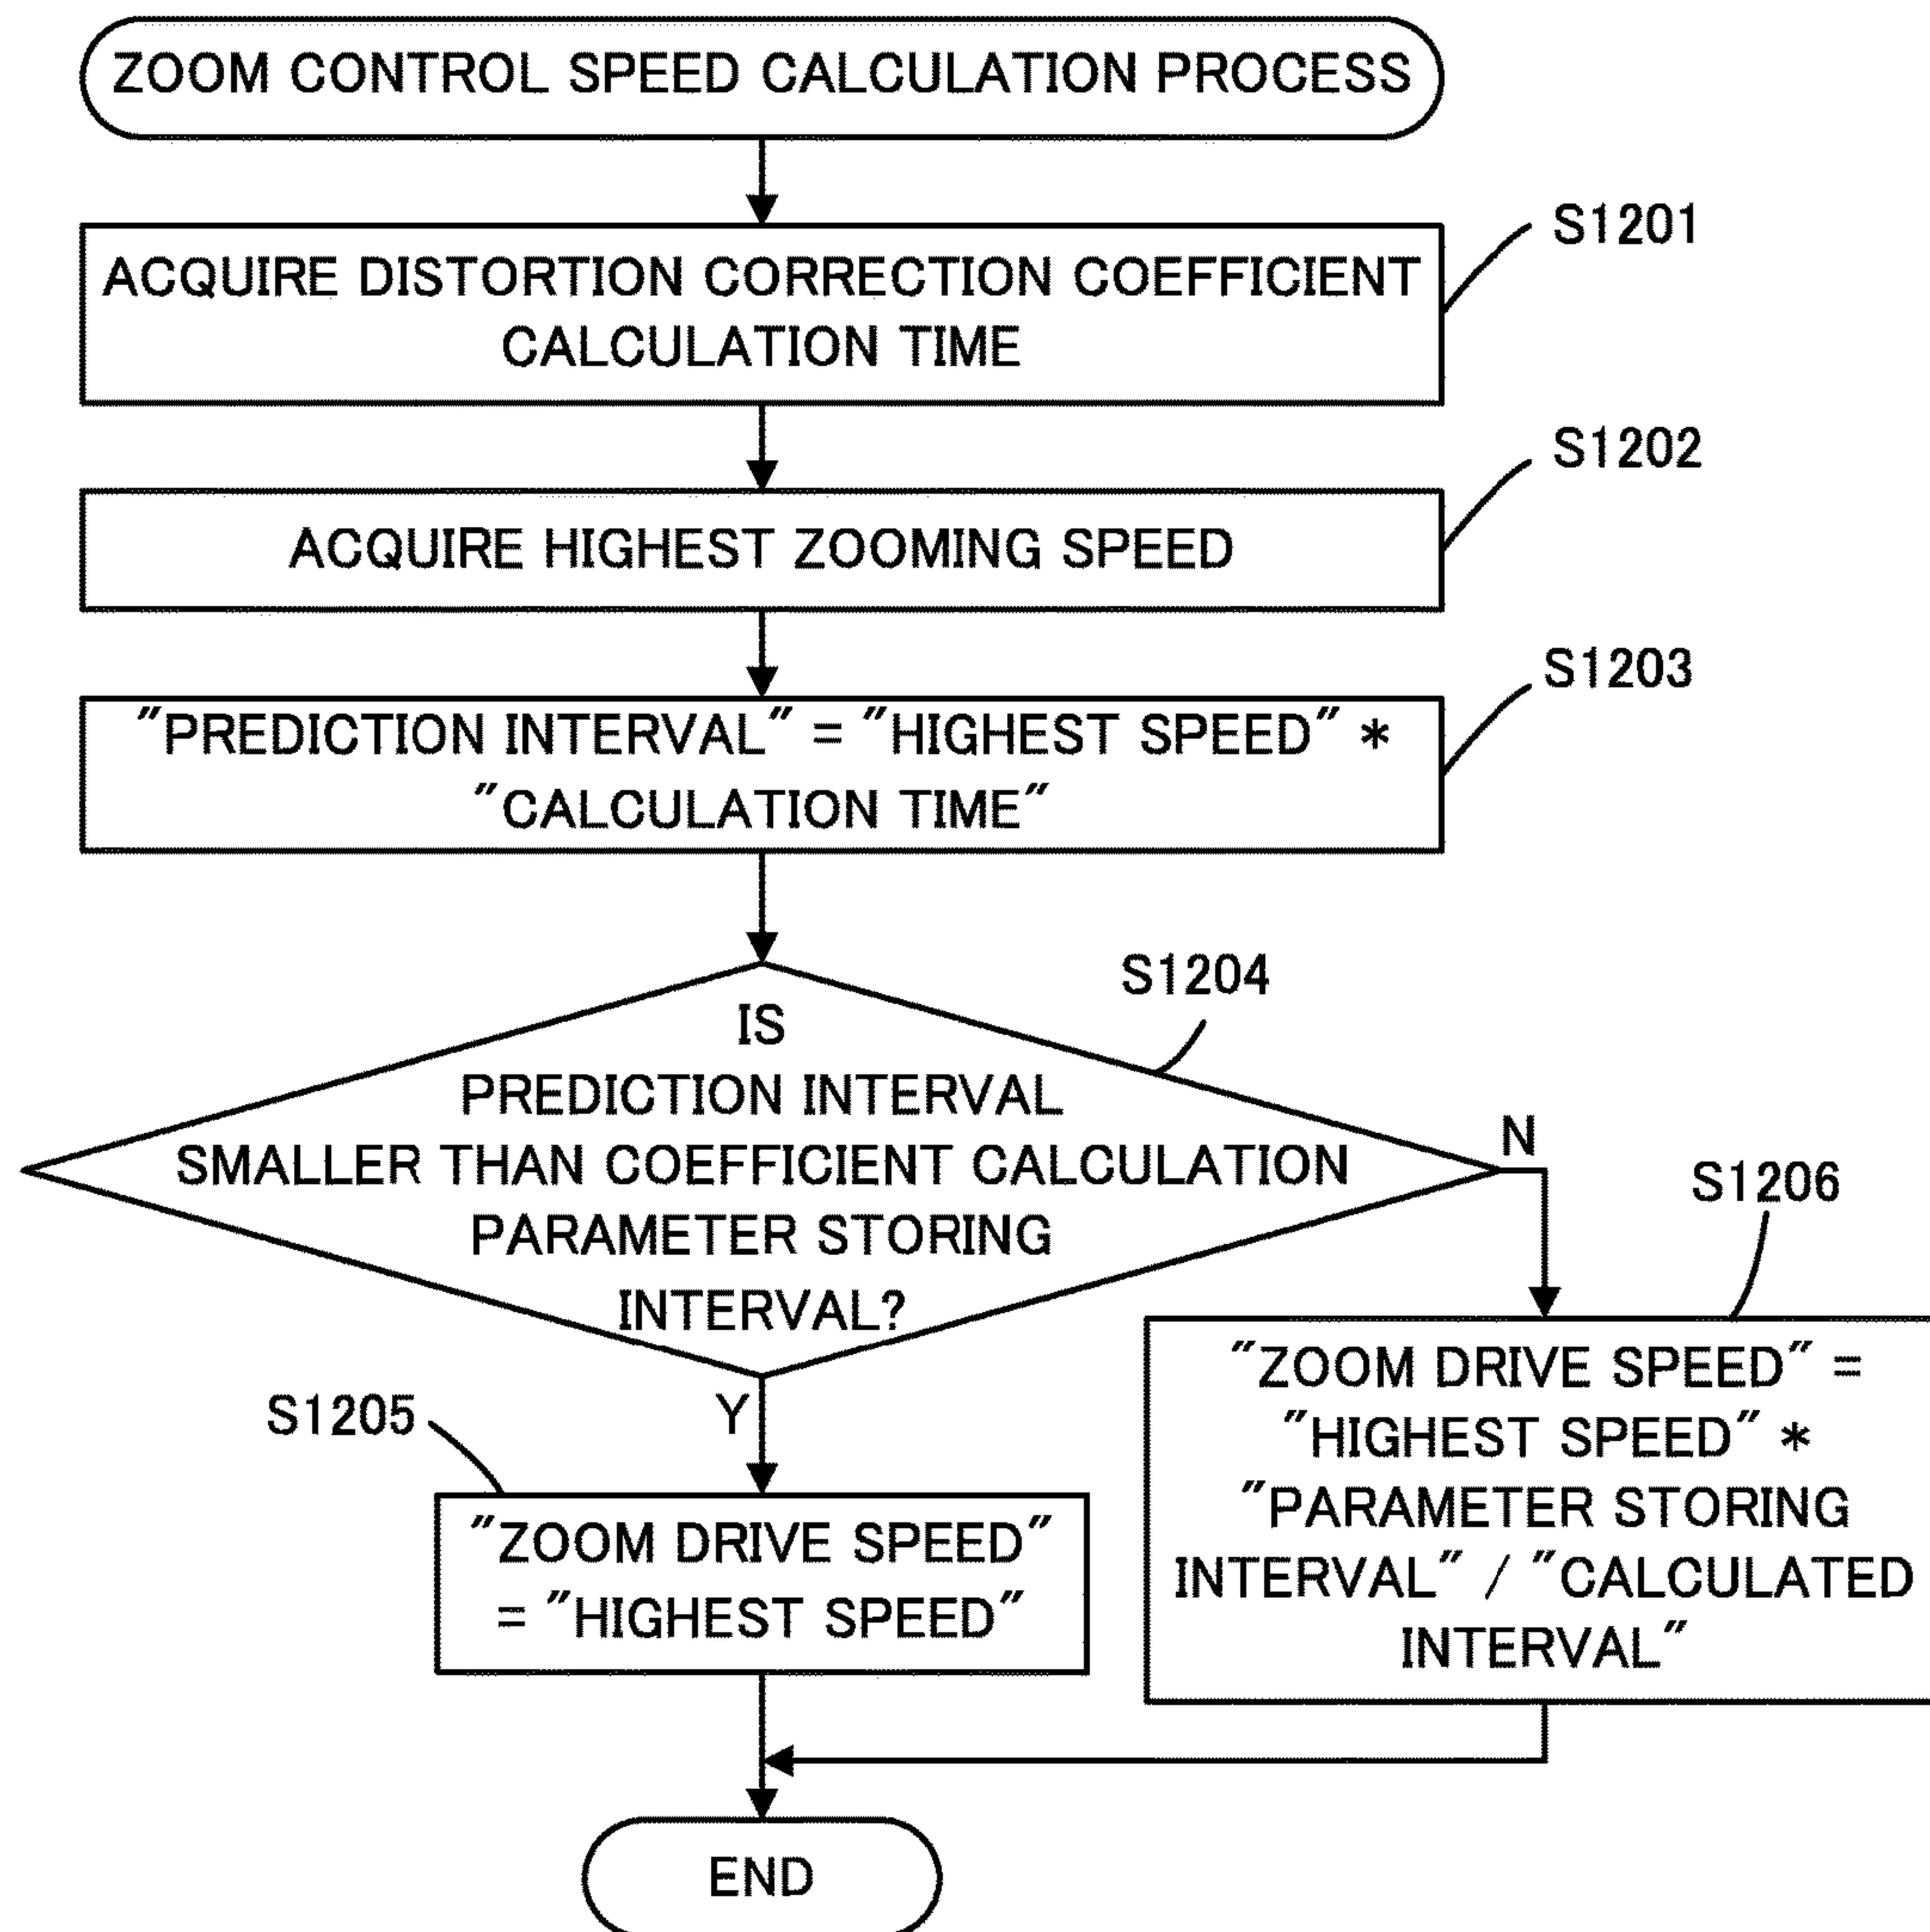 ZOOM CONTROL SPEED CALCULATION PROCESS
S1201
ACQUIRE DISTORTION CORRECTION COEFFICIENT
CALCULATION TIME
S1202
ACQUIRE HIGHEST ZOOMING SPEED
S1203
"PREDICTION INTERVAL" = "HIGHEST SPEED" *
"CALCULATION TIME"
S1204
IS
PREDICTION INTERVAL
SMALLER THAN COEFFICIENT CALCULATION
PARAMETER STORING
INTERVAL?
N
S1206
"ZOOM DRIVE SPEED" =
"HIGHEST SPEED" *
"PARAMETER STORING
INTERVAL" / "CALCULATED
INTERVAL"
Y
S1205
"ZOOM DRIVE SPEED"
= "HIGHEST SPEED"
END